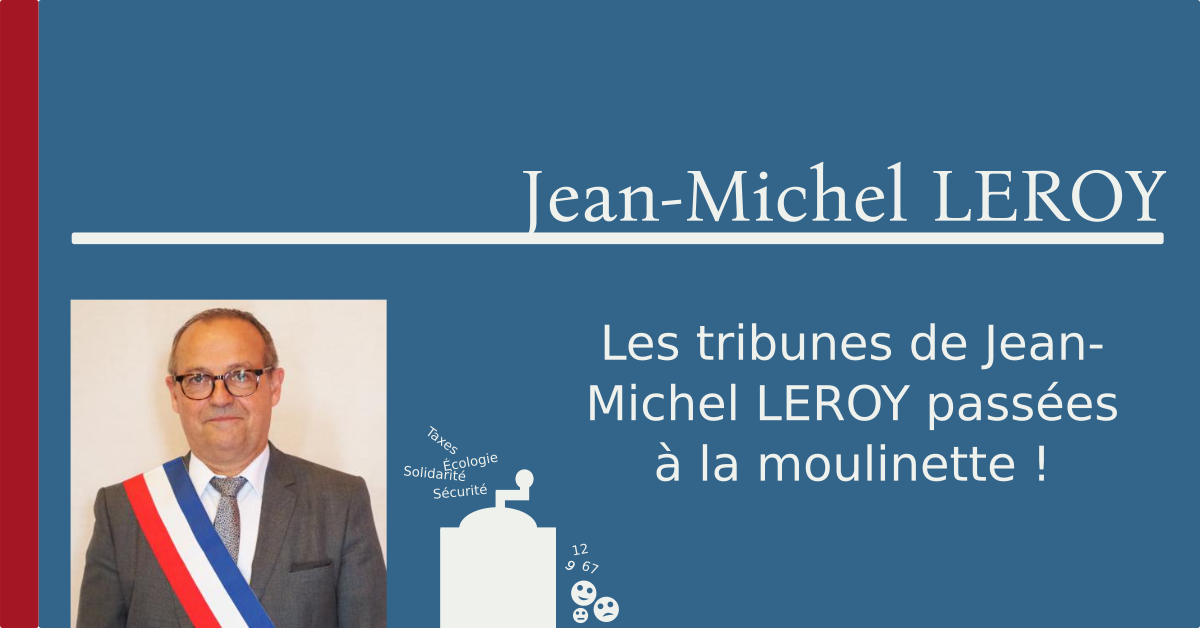 Jean-Michel LEROY
Les tribunes de Jean-
Michel LEROY passées
à la moulinette !
Taxes
Écologie
Solidarité
Sécurité
12
9 67